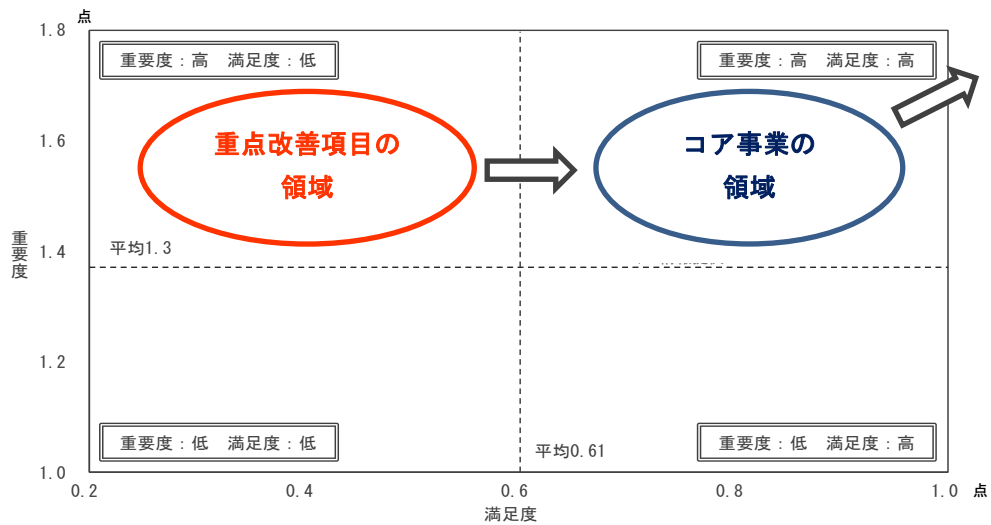 点
1.8
重要度：高　満足度：低
重要度：高　満足度：高
1.6
重点改善項目の
領域
コア事業の
領域
重要度
1.4
平均1.3
1.2
重要度：低　満足度：低
平均0.61
重要度：低　満足度：高
1.0
0.2
0.4
0.6
0.8
1.0
点
満足度